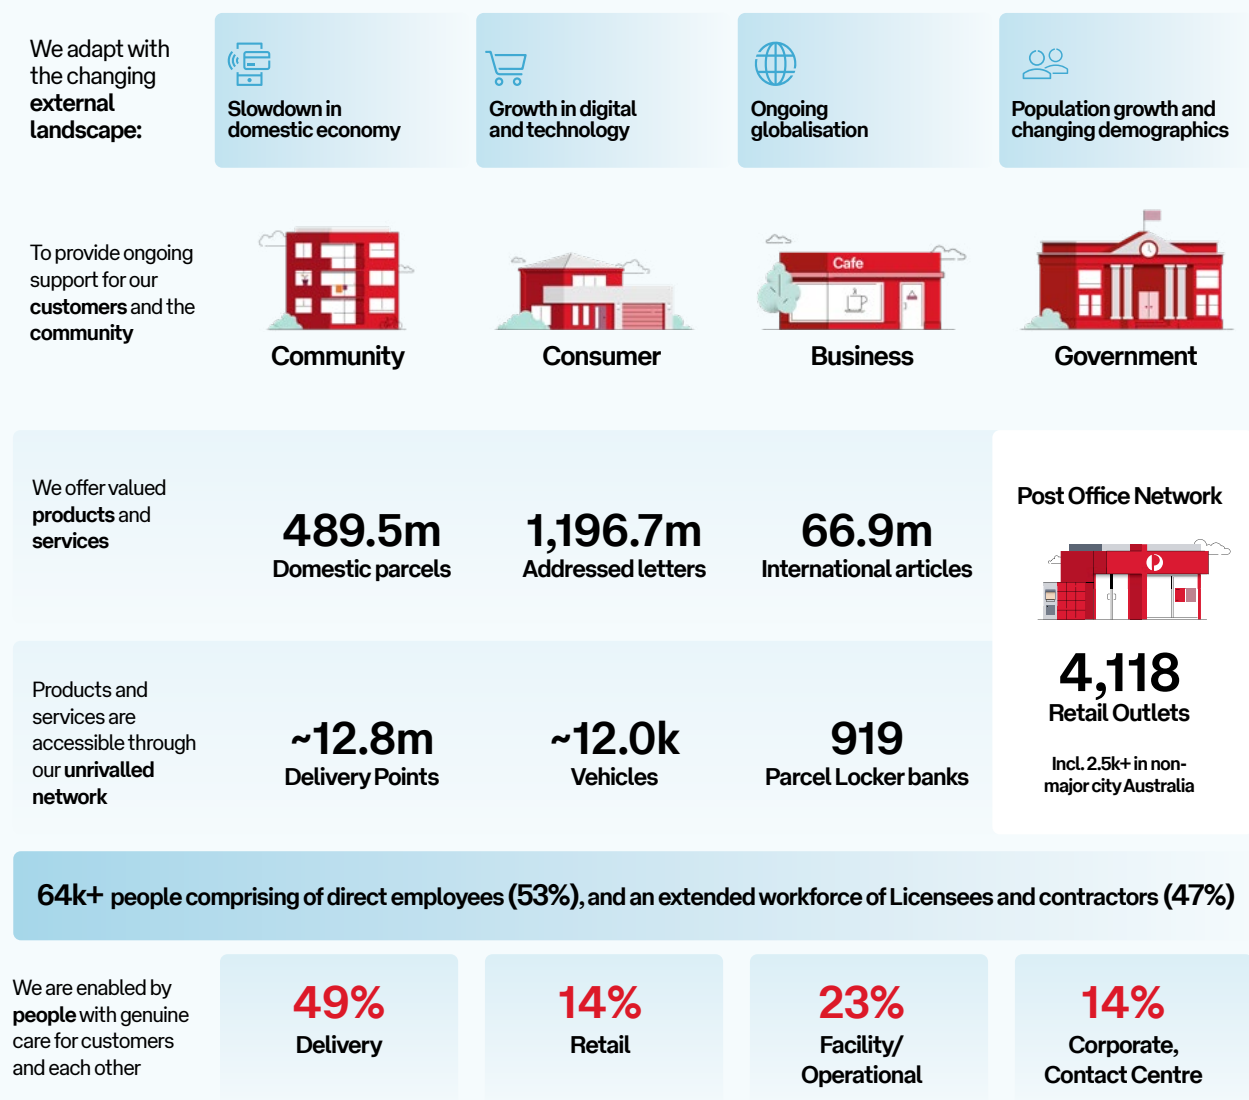 We adapt with
the changing
external
landscape:
Slowdown in
domestic economy
Growth in digital
and technology
Ongoing
globalisation
Population growth and
changing demographics
To provide ongoing
support for our
customers and the
community
Community
Consumer
Cafe
Business
Government
We offer valued
products and
services
489.5m
Domestic parcels
1,196.7m
Addressed letters
66.9m
International articles
Post Office Network
4,118
Retail Outlets
Incl. 2.5k+ in non-
major city Australia
Products and
services are
accessible through
our unrivalled
network
~12.8m
Delivery Points
~12.0k
Vehicles
919
Parcel Locker banks
64k+ people comprising of direct employees (53%), and an extended workforce of Licensees and contractors (47%)
We are enabled by
people with genuine
care for customers
and each other
49%
Delivery
14%
Retail
23%
Facility/
Operational
14%
Corporate,
Contact Centre